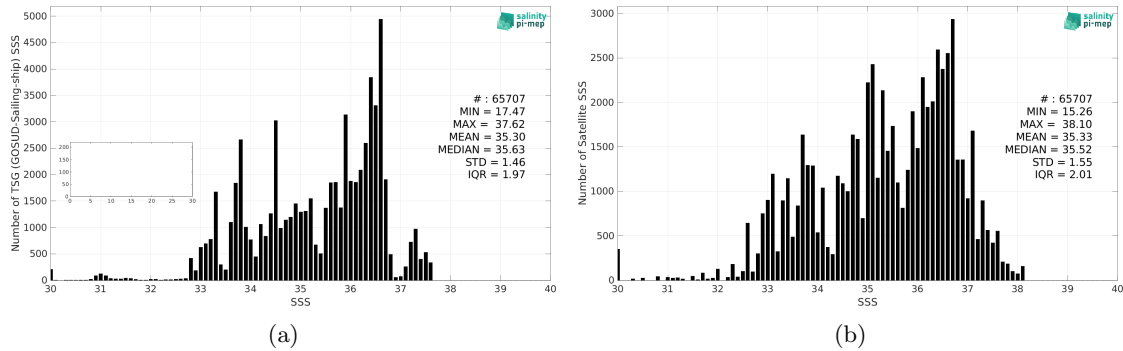 5000
4500
4000
3500
3000
2500
2000
1500
1000
500
0
Number of TSG (GOSUD-Sailing-ship) SSS
200
150
100
50
0
0 5 10 15 20 25 30
salinity
pi-mep
# : 65707
MIN = 17.47
MAX = 37.62
MEAN = 35.30
MEDIAN = 35.63
STD = 1.46
IQR = 1.97
30 31 32 33 34 35 36 37 38 39 40
SSS
(a)
3000
2500
2000
1500
1000
500
0
Number of Satellite SSS
salinity
pi-mep
# : 65707
MIN = 15.26
MAX = 38.10
MEAN = 35.33
MEDIAN = 35.52
STD = 1.55
IQR = 2.01
30 31 32 33 34 35 36 37 38 39 40
SSS
(b)